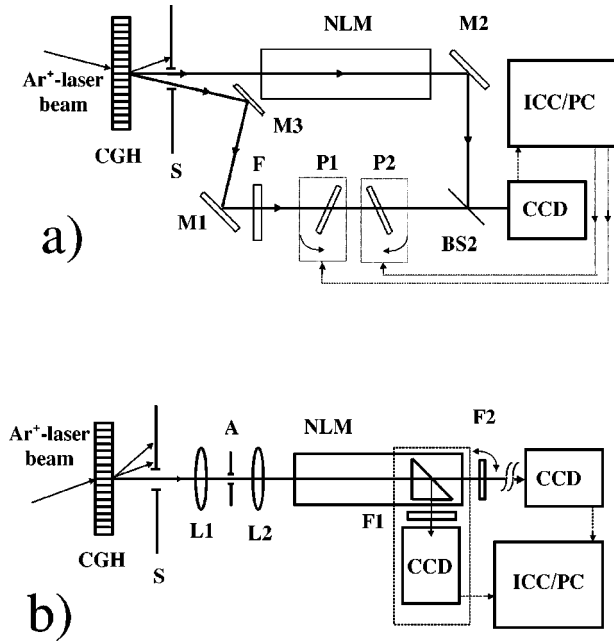 NLM
M2
Ar+-laser
beam
ICC/PC
M3
CGH
S
F
P1
P2
M1
CCD
BS2
a)
Ar+-laser
beam
A
NLM
F2
CCD
L1
L2
F1
CGH
S
CCD
ICC/PC
b)